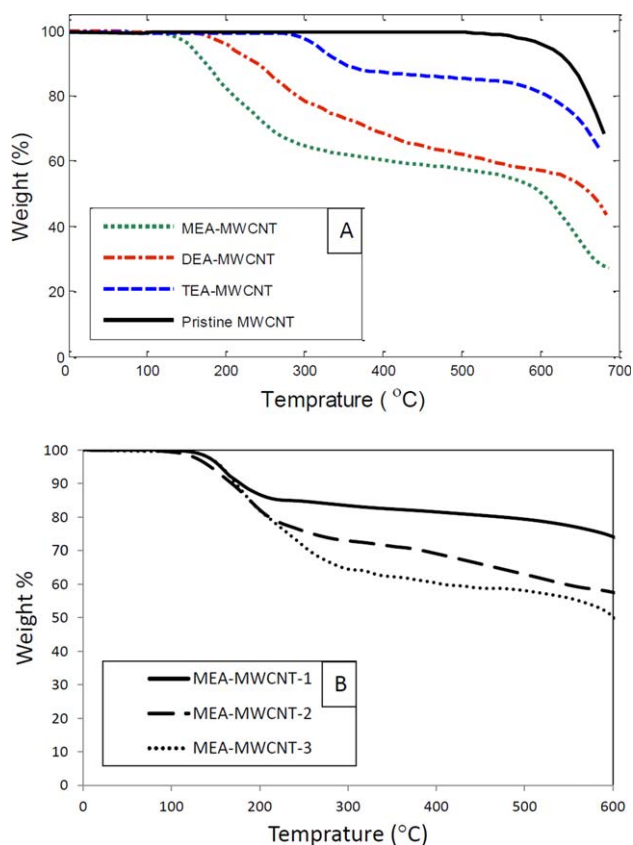 100
80
60
40
20
0
Weight (%)
A
MEA-MWCNT
DEA-MWCNT
TEA-MWCNT
Pristine MWCNT
0 100 200 300 400 500 600 700
Temprature ( °C)
100
90
80
70
60
50
40
30
20
10
0
Weight %
B
MEA-MWCNT-1
MEA-MWCNT-2
MEA-MWCNT-3
0 100 200 300 400 500 600
Temprature (°C)